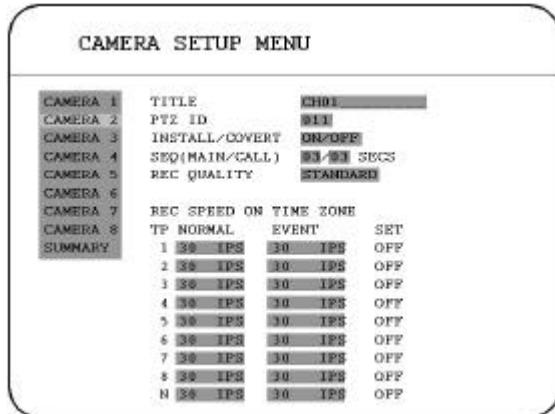 CAMERA SETUP MENU
CAMERA 1
CAMERA 2
CAMERA 3
CAMERA 4
CAMERA 5
CAMERA 6
CAMERA 7
CAMERA 8
SUMMARY
TITLE CH01
PTZ ID 011
INSTALL/COVERT ON/OFF
SEQ(MAIN/CALL) 03/03 SECS
REC QUALITY STANDARD
REC SPEED ON TIME ZONE
TP NORMAL EVENT SET
1 30 IPS 30 IPS OFF
2 30 IPS 30 IPS OFF
3 30 IPS 30 IPS OFF
4 30 IPS 30 IPS OFF
5 30 IPS 30 IPS OFF
6 30 IPS 30 IPS OFF
7 30 IPS 30 IPS OFF
8 30 IPS 30 IPS OFF
N 30 IPS 30 IPS OFF